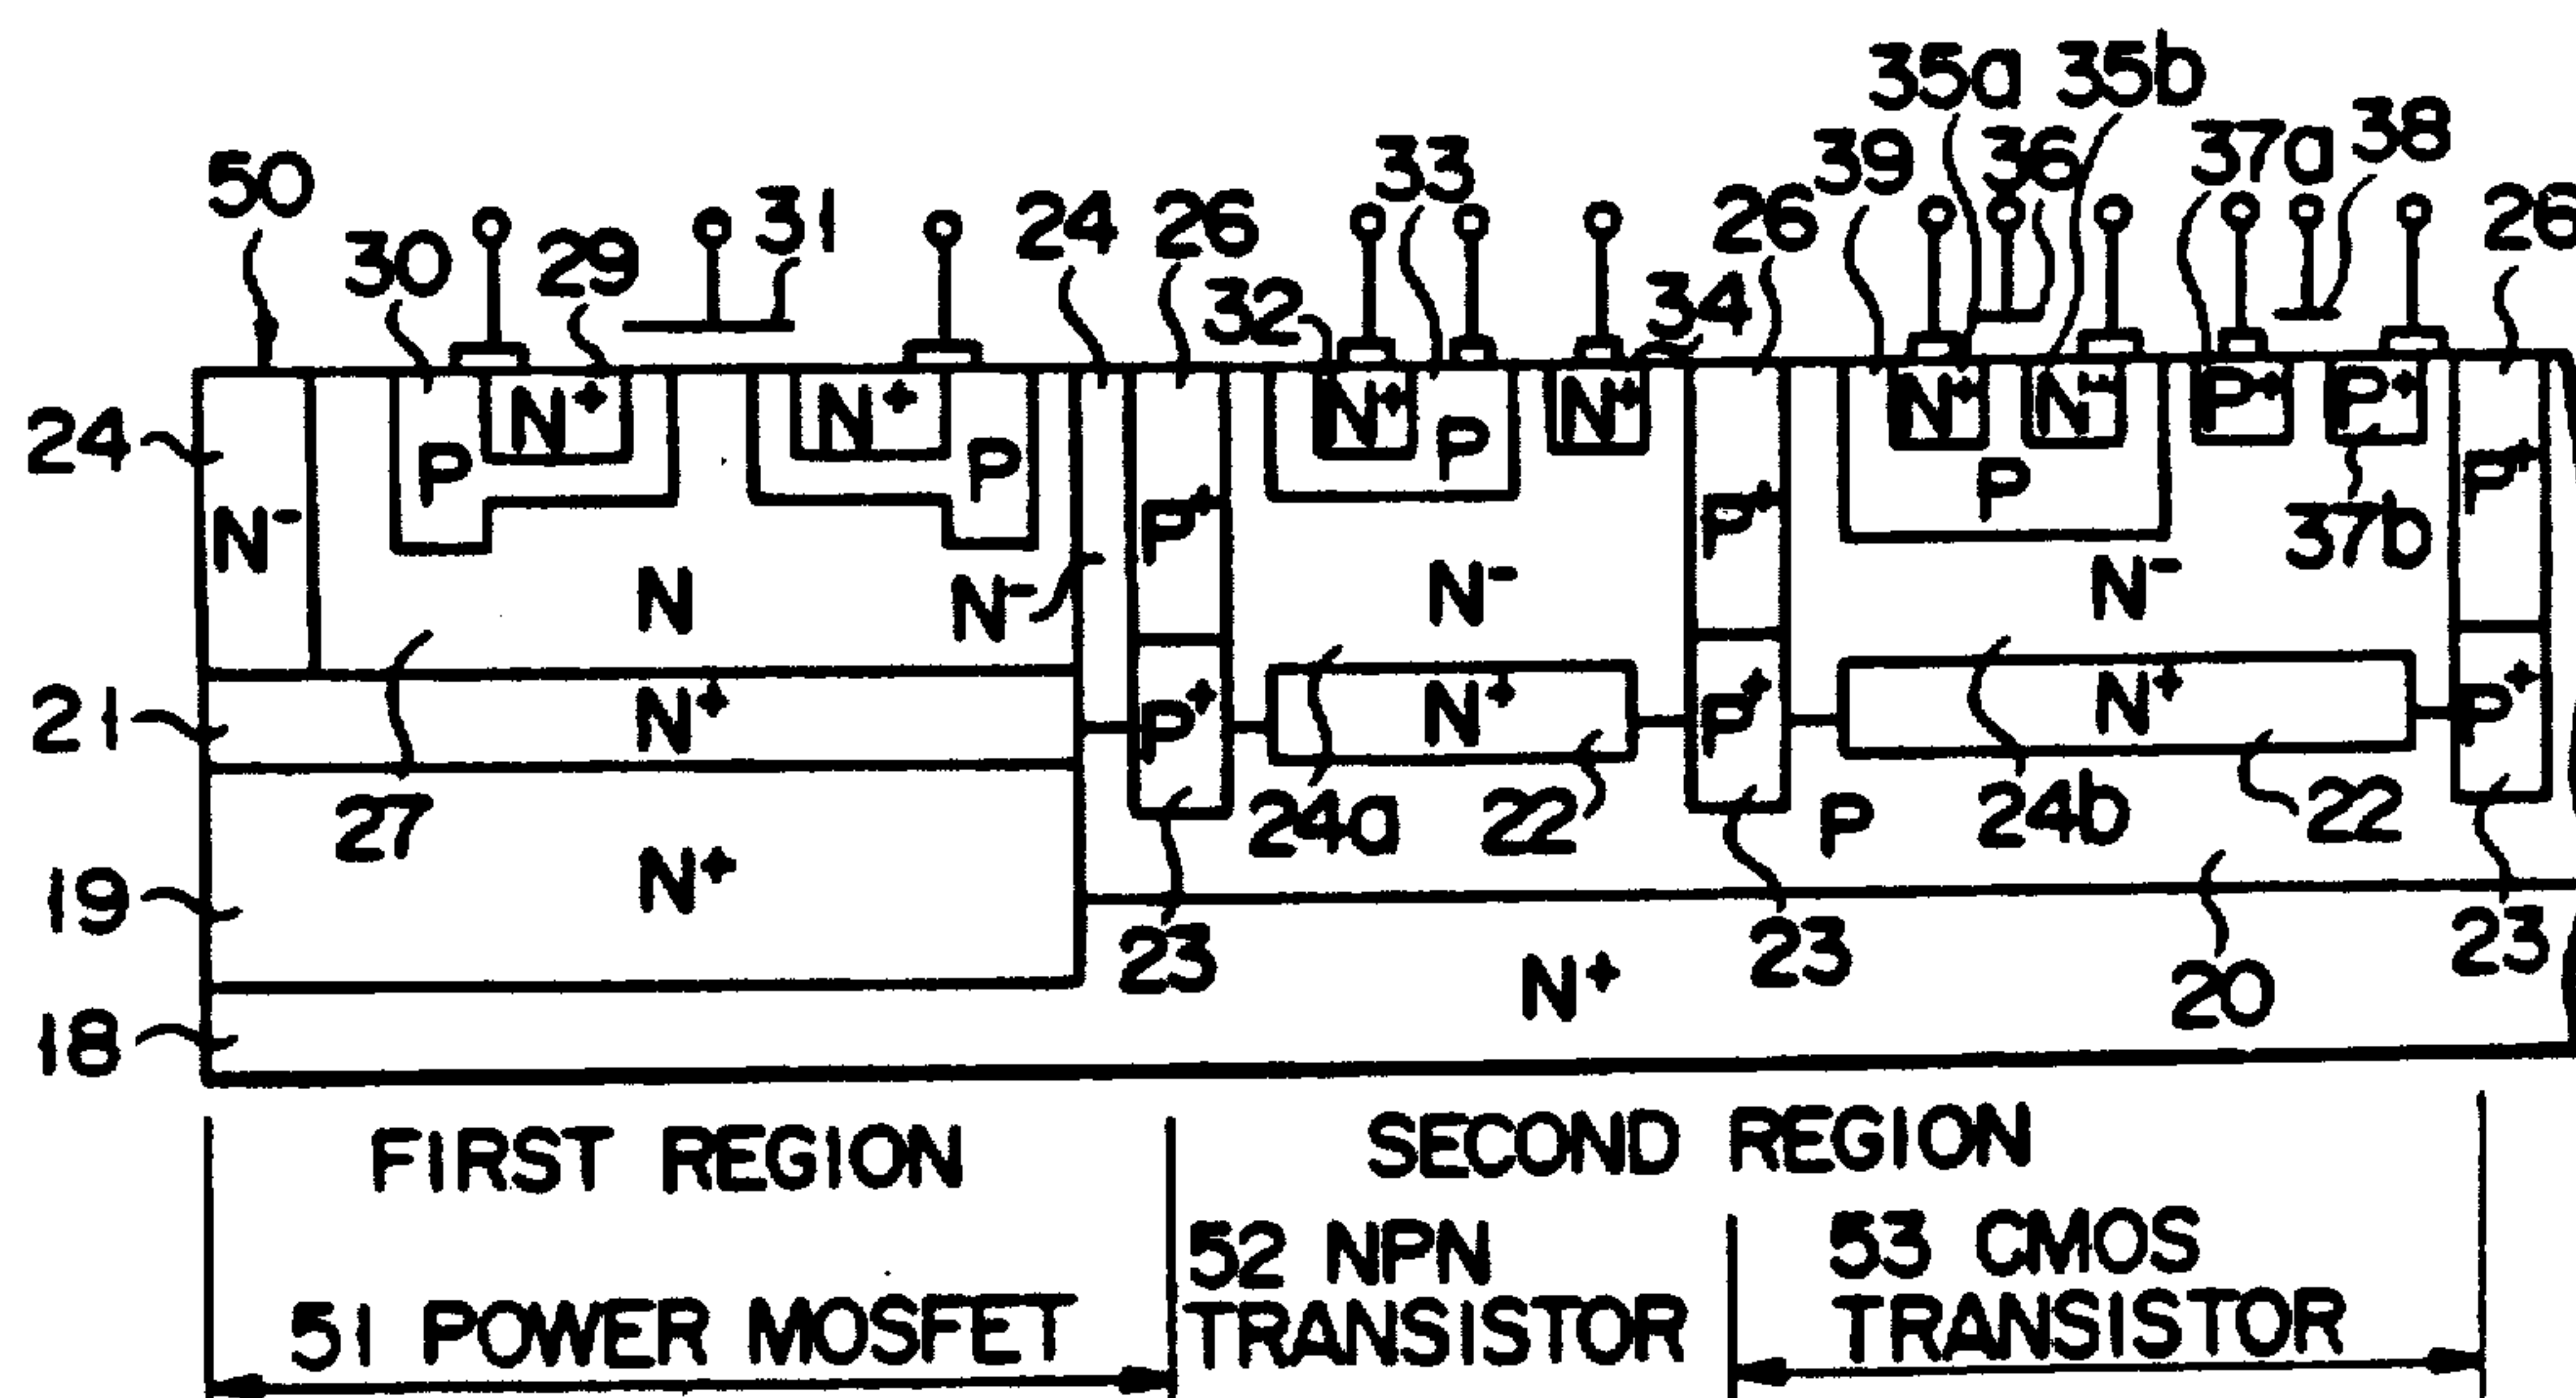 35a 35b
50 33 39 36 37a 38
30 29 31 24 26 32 34 26 26
24 N⁺ N⁺ N⁺ N⁺ N⁺ P⁺ P⁺
P P P P
N⁻ P⁺ P⁺ P⁺
37b
N N⁻ N⁻ N⁻
21 N⁺ P⁺ N⁺ P⁺ N⁺ P⁺
27 24a 22 P 24b 22
19 N⁺ 23 23 23
18 N⁺ 20
FIRST REGION SECOND REGION
52 NPN 53 CMOS
51 POWER MOSFET TRANSISTOR TRANSISTOR